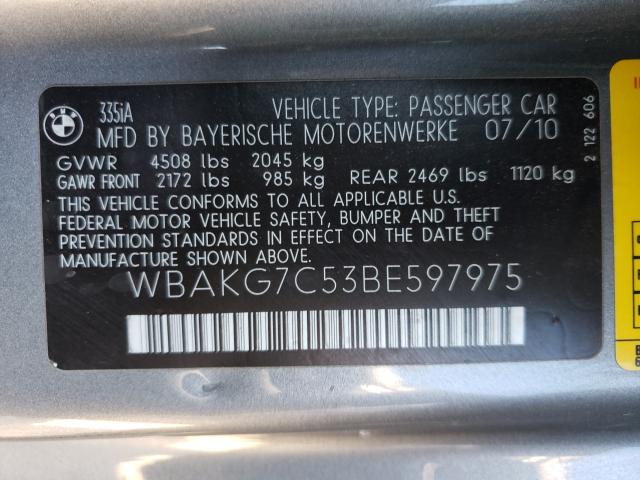 335iA VEHICLE TYPE: PASSENGER CAR
MFD BY BAYERISCHE MOTORENWERKE 07/10
GVWR 4508 lbs 2045 kg
GAWR FRONT 2172 lbs 985 kg REAR 2469 lbs 1120 kg
THIS VEHICLE CONFORMS TO ALL APPLICABLE U.S.
FEDERAL MOTOR VEHICLE SAFETY, BUMPER AND THEFT
PREVENTION STANDARDS IN EFFECT ON THE DATE OF
MANUFACTURE SHOWN ABOVE.
WBAKG7C53BE597975
2 122 606